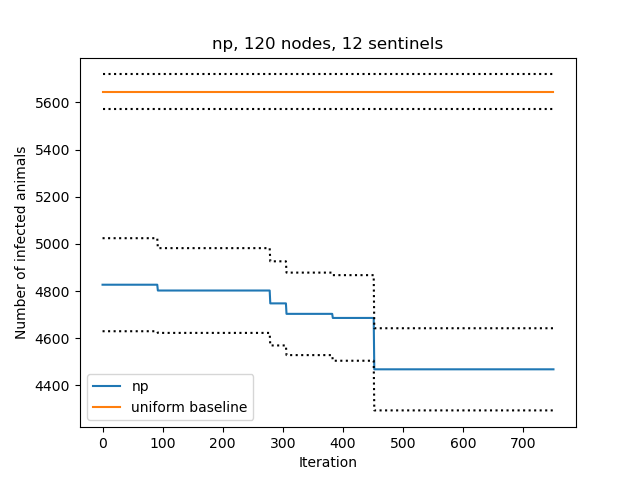 np, 120 nodes, 12 sentinels
Number of infected animals
5600
5400
5200
5000
4800
4600
4400
np
uniform baseline
0 100 200 300 400 500 600 700
Iteration